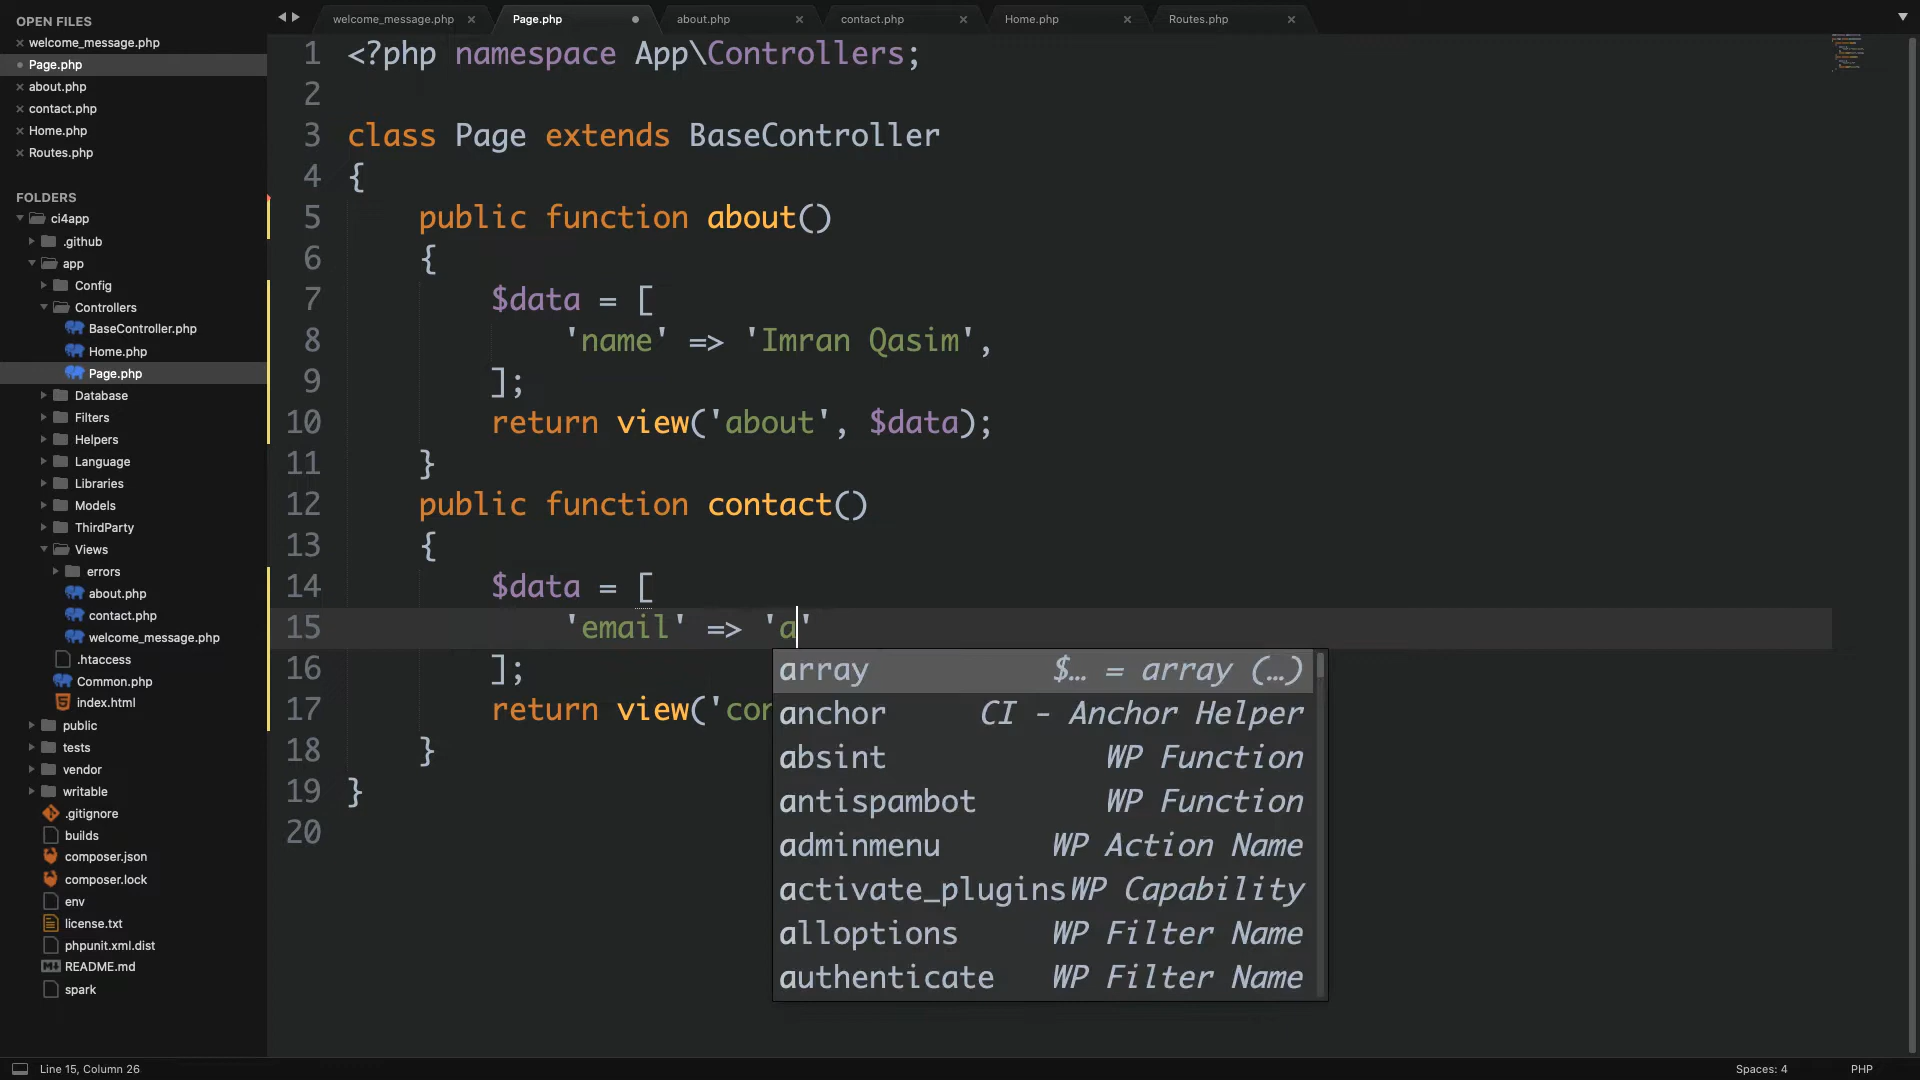 OPEN FILES
welcome_message.php
Page.php
about.php
contact.php
Home.php
Routes.php
FOLDERS
ci4app
.github
app
Config
Controllers
BaseController.php
Home.php
Page.php
Database
Filters
Helpers
Language
Libraries
Models
ThirdParty
Views
errors
about.php
contact.php
welcome_message.php
.htaccess
Common.php
index.html
public
tests
vendor
writable
.gitignore
builds
composer.json
composer.lock
env
license.txt
phpunit.xml.dist
README.md
spark
welcome_message.php Page.php about.php contact.php Home.php Routes.php
1 <?php namespace App\Controllers;
2
3 class Page extends BaseController
4 {
5 public function about()
6 {
7 $data = [
8 'name' => 'Imran Qasim',
9 ];
10 return view('about', $data);
11 }
12 public function contact()
13 {
14 $data = [
15 'email' => 'a'
16 ];
17 return view('con
18 }
19 }
20
array $… = array (…)
anchor CI - Anchor Helper
absint WP Function
antispambot WP Function
adminmenu WP Action Name
activate_plugins WP Capability
alloptions WP Filter Name
authenticate WP Filter Name
Line 15, Column 26 Spaces: 4 PHP